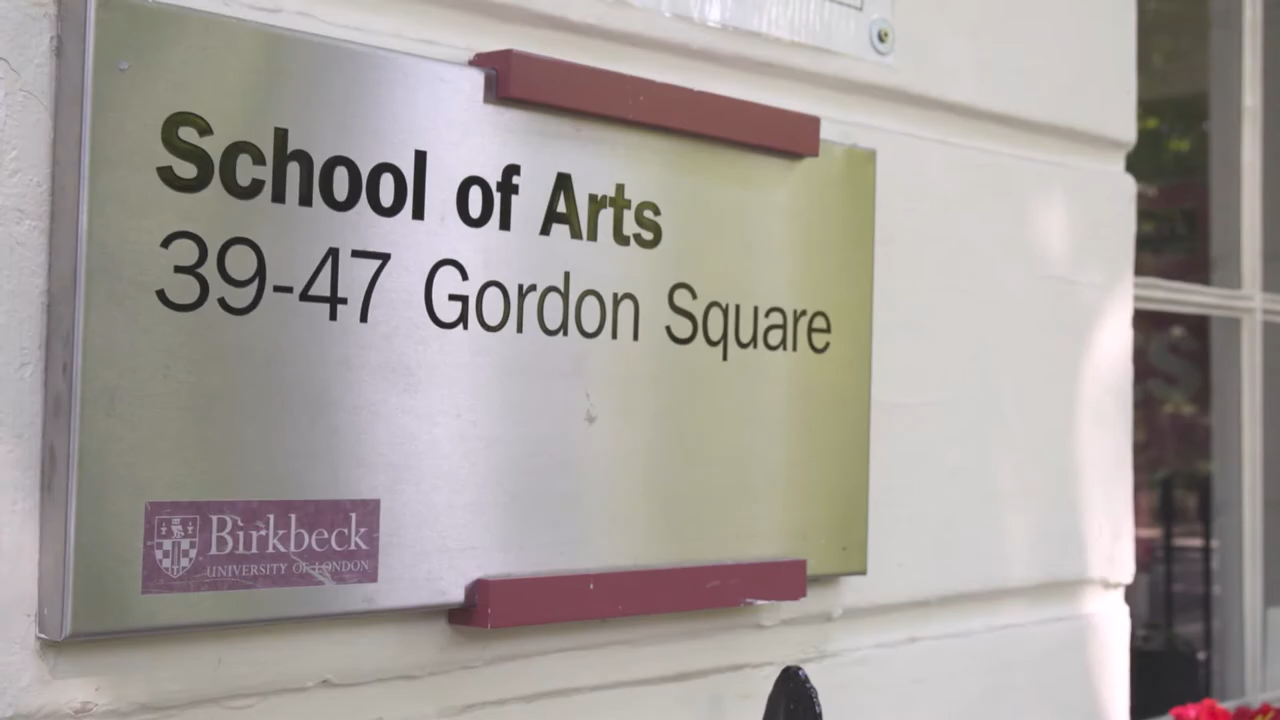 School of Arts
39-47 Gordon Square
Birkbeck
UNIVERSITY OF LONDON